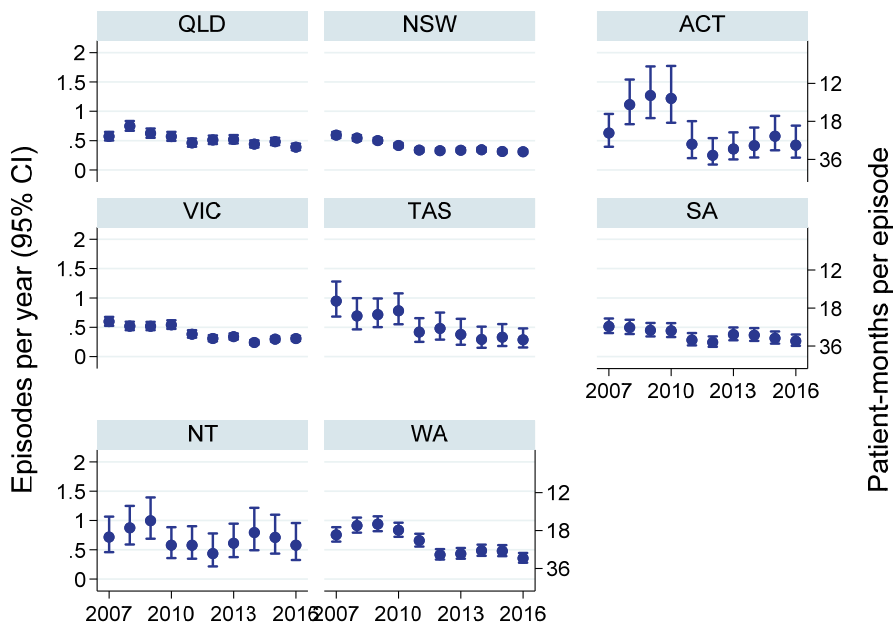 QLD
NSW
ACT
2
1.5
1
.5
0
12
18
36
VIC
TAS
SA
2
1.5
1
.5
0
12
18
36
2007 2010 2013 2016
NT
WA
2
1.5
1
.5
0
12
18
36
2007 2010 2013 2016
2007 2010 2013 2016
Episodes per year (95% CI)
Patient-months per episode